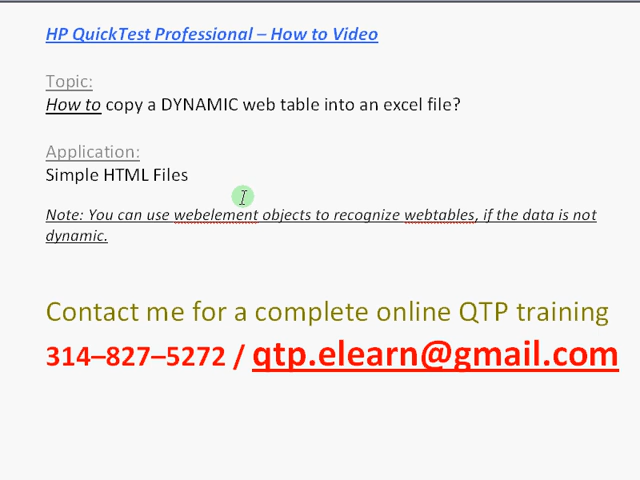 HP QuickTest Professional – How to Video
Topic:
How to copy a DYNAMIC web table into an excel file?
Application:
Simple HTML Files
Note: You can use webelement objects to recognize webtables, if the data is not
dynamic.
Contact me for a complete online QTP training
314–827–5272 / qtp.elearn@gmail.com